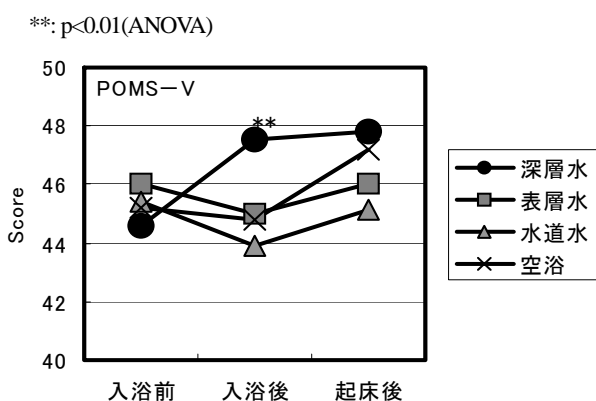 **: p<0.01(ANOVA)
50
POMS－V
48
**
46
44
42
40
Score
入浴前 入浴後 起床後
深層水
表層水
水道水
空浴